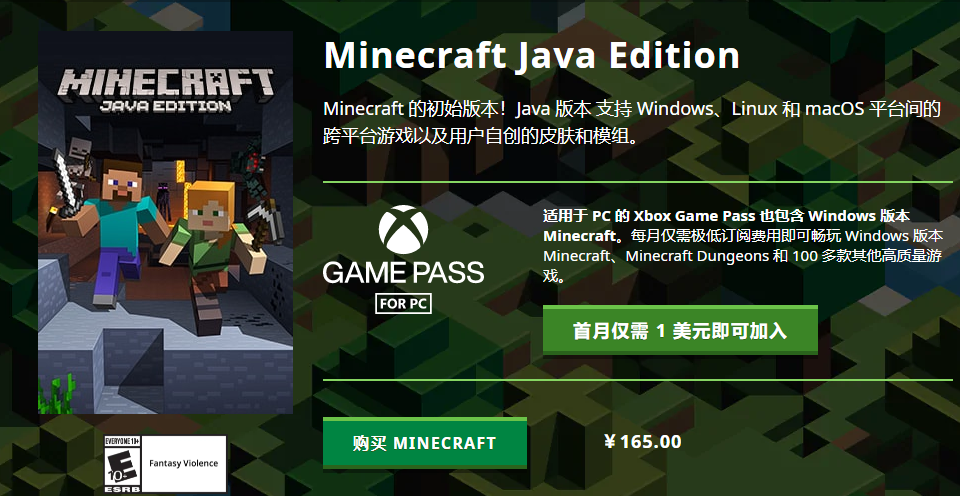 MINECRAFT
JAVA EDITION
Minecraft Java Edition
Minecraft 的初始版本！Java 版本 支持 Windows、Linux 和 macOS 平台间的
跨平台游戏以及用户自创的皮肤和模组。
GAME PASS
FOR PC
适用于 PC 的 Xbox Game Pass 也包含 Windows 版本
Minecraft。每月仅需极低订阅费用即可畅玩 Windows 版本
Minecraft、Minecraft Dungeons 和 100 多款其他高质量游
戏。
首月仅需 1 美元即可加入
购买 MINECRAFT
￥165.00
EVERYONE 10+
E
10+
ESRB
Fantasy Violence